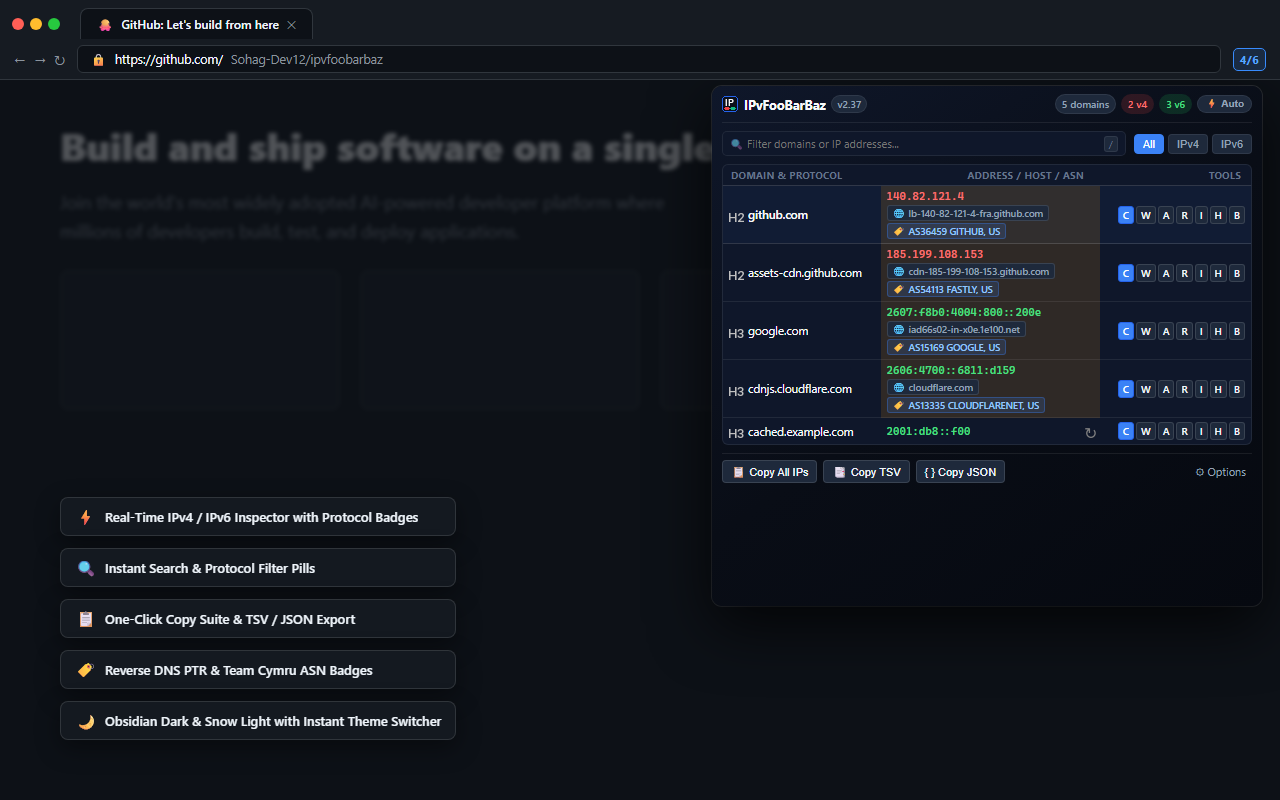 GitHub: Let's build from here ×
← → ↻ https://github.com/ Sohag-Dev12/ipvfoobarbaz 4/6
IP IPvFooBarBaz v2.37 5 domains 2 v4 3 v6 Auto
Filter domains or IP addresses... / All IPv4 IPv6
DOMAIN & PROTOCOL ADDRESS / HOST / ASN TOOLS
H2 github.com 140.82.121.4 C W A R I H B
lb-140-82-121-4-fra.github.com
AS36459 GITHUB, US
H2 assets-cdn.github.com 185.199.108.153 C W A R I H B
cdn-185-199-108-153.github.com
AS54113 FASTLY, US
H3 google.com 2607:f8b0:4004:800::200e C W A R I H B
iad66s02-in-x0e.1e100.net
AS15169 GOOGLE, US
H3 cdnjs.cloudflare.com 2606:4700::6811:d159 C W A R I H B
cloudflare.com
AS13335 CLOUDFLARENET, US
H3 cached.example.com 2001:db8::f00 ↻ C W A R I H B
Copy All IPs Copy TSV { } Copy JSON ⚙ Options
Build and ship software on a single
Join the world's most widely adopted AI-powered developer platform where
millions of developers build, test, and deploy applications.
Real-Time IPv4 / IPv6 Inspector with Protocol Badges
Instant Search & Protocol Filter Pills
One-Click Copy Suite & TSV / JSON Export
Reverse DNS PTR & Team Cymru ASN Badges
Obsidian Dark & Snow Light with Instant Theme Switcher